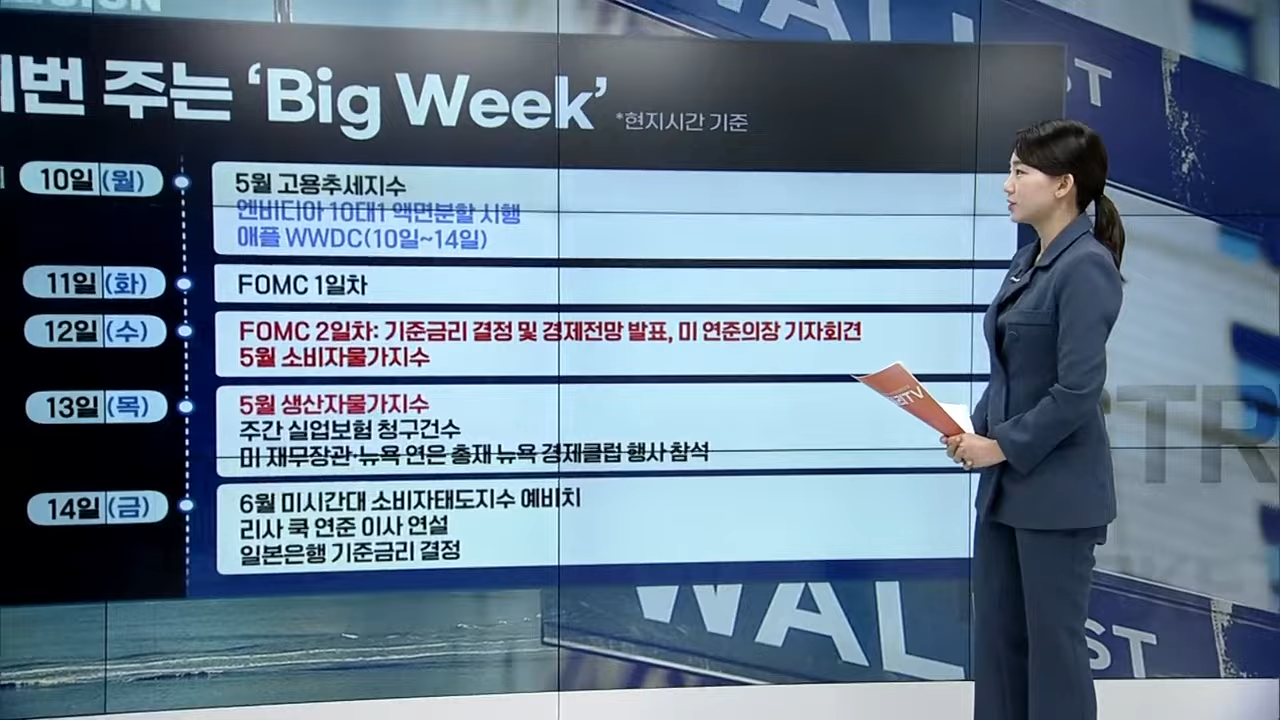 이번 주는 ‘Big Week’ *현지시간 기준
10일(월)
5월 고용추세지수
엔비디아 10대1 액면분할 시행
애플 WWDC(10일~14일)
11일(화)
FOMC 1일차
12일(수)
FOMC 2일차: 기준금리 결정 및 경제전망 발표, 미 연준의장 기자회견
5월 소비자물가지수
13일(목)
5월 생산자물가지수
주간 실업보험 청구건수
미 재무장관·뉴욕 연은 총재 뉴욕 경제클럽 행사 참석
14일(금)
6월 미시간대 소비자태도지수 예비치
리사 쿡 연준 이사 연설
일본은행 기준금리 결정
WALL
ST
TV
STR
WALL
ST